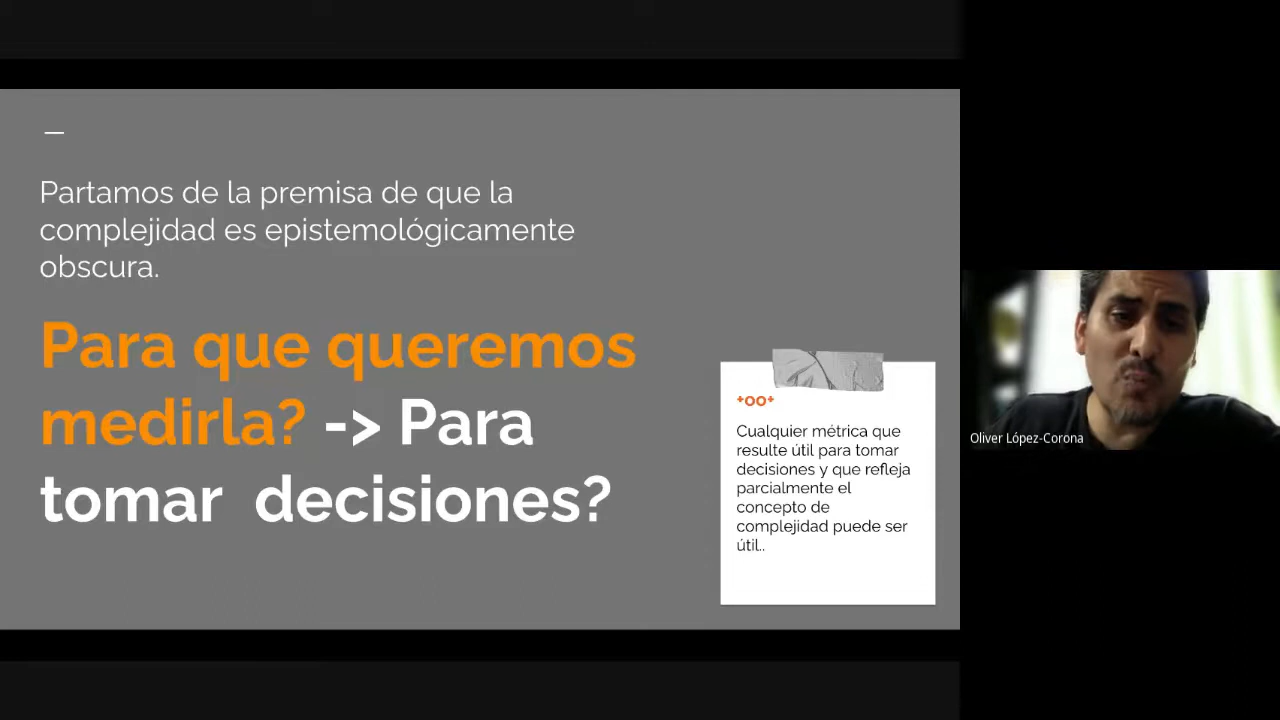 Partamos de la premisa de que la
complejidad es epistemológicamente
obscura.
Para que queremos
medirla? -> Para
tomar decisiones?
+oo+
Cualquier métrica que
resulte útil para tomar
decisiones y que refleja
parcialmente el
concepto de
complejidad puede ser
útil..
Oliver López-Corona